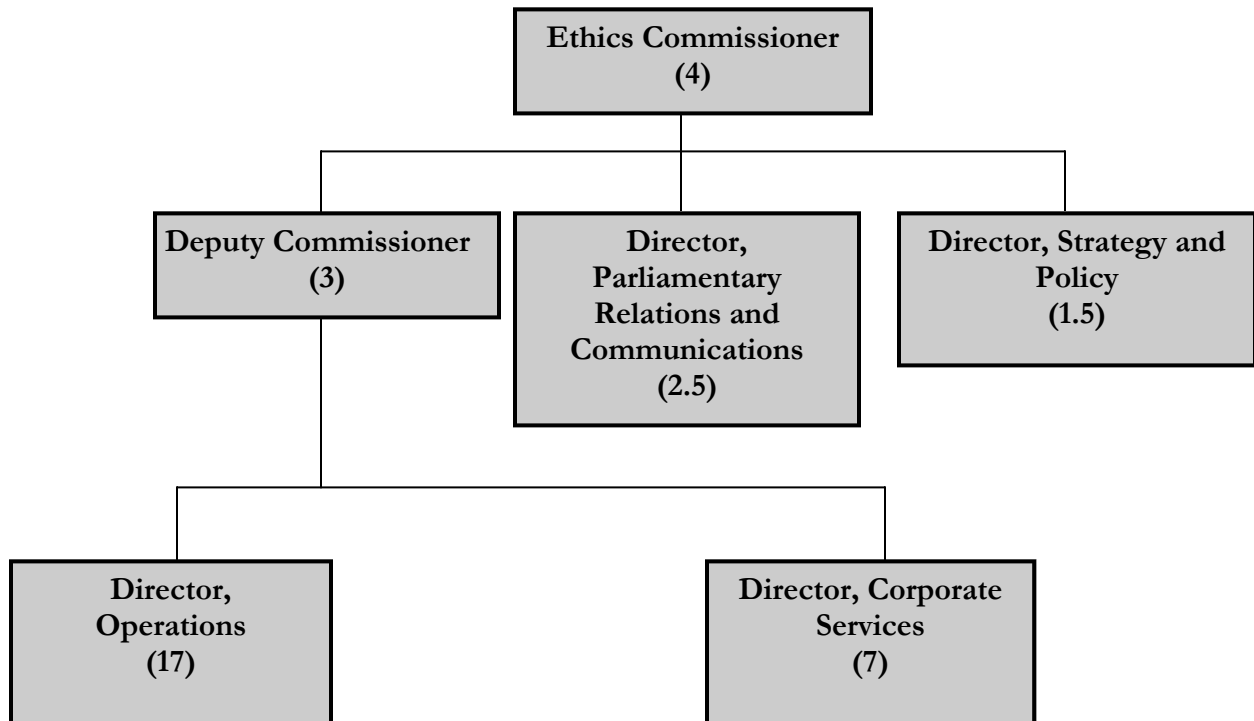 Ethics Commissioner
(4)
Deputy Commissioner
(3)
Director,
Parliamentary
Relations and
Communications
(2.5)
Director, Strategy and
Policy
(1.5)
Director,
Operations
(17)
Director, Corporate
Services
(7)